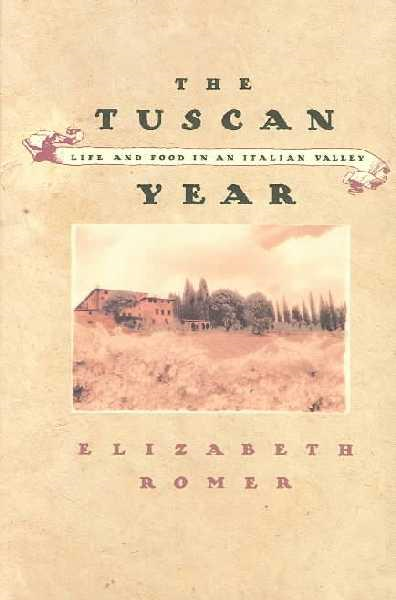 THE
TUSCAN
LIFE AND FOOD IN AN ITALIAN VALLEY
YEAR
ELIZABETH
ROMER